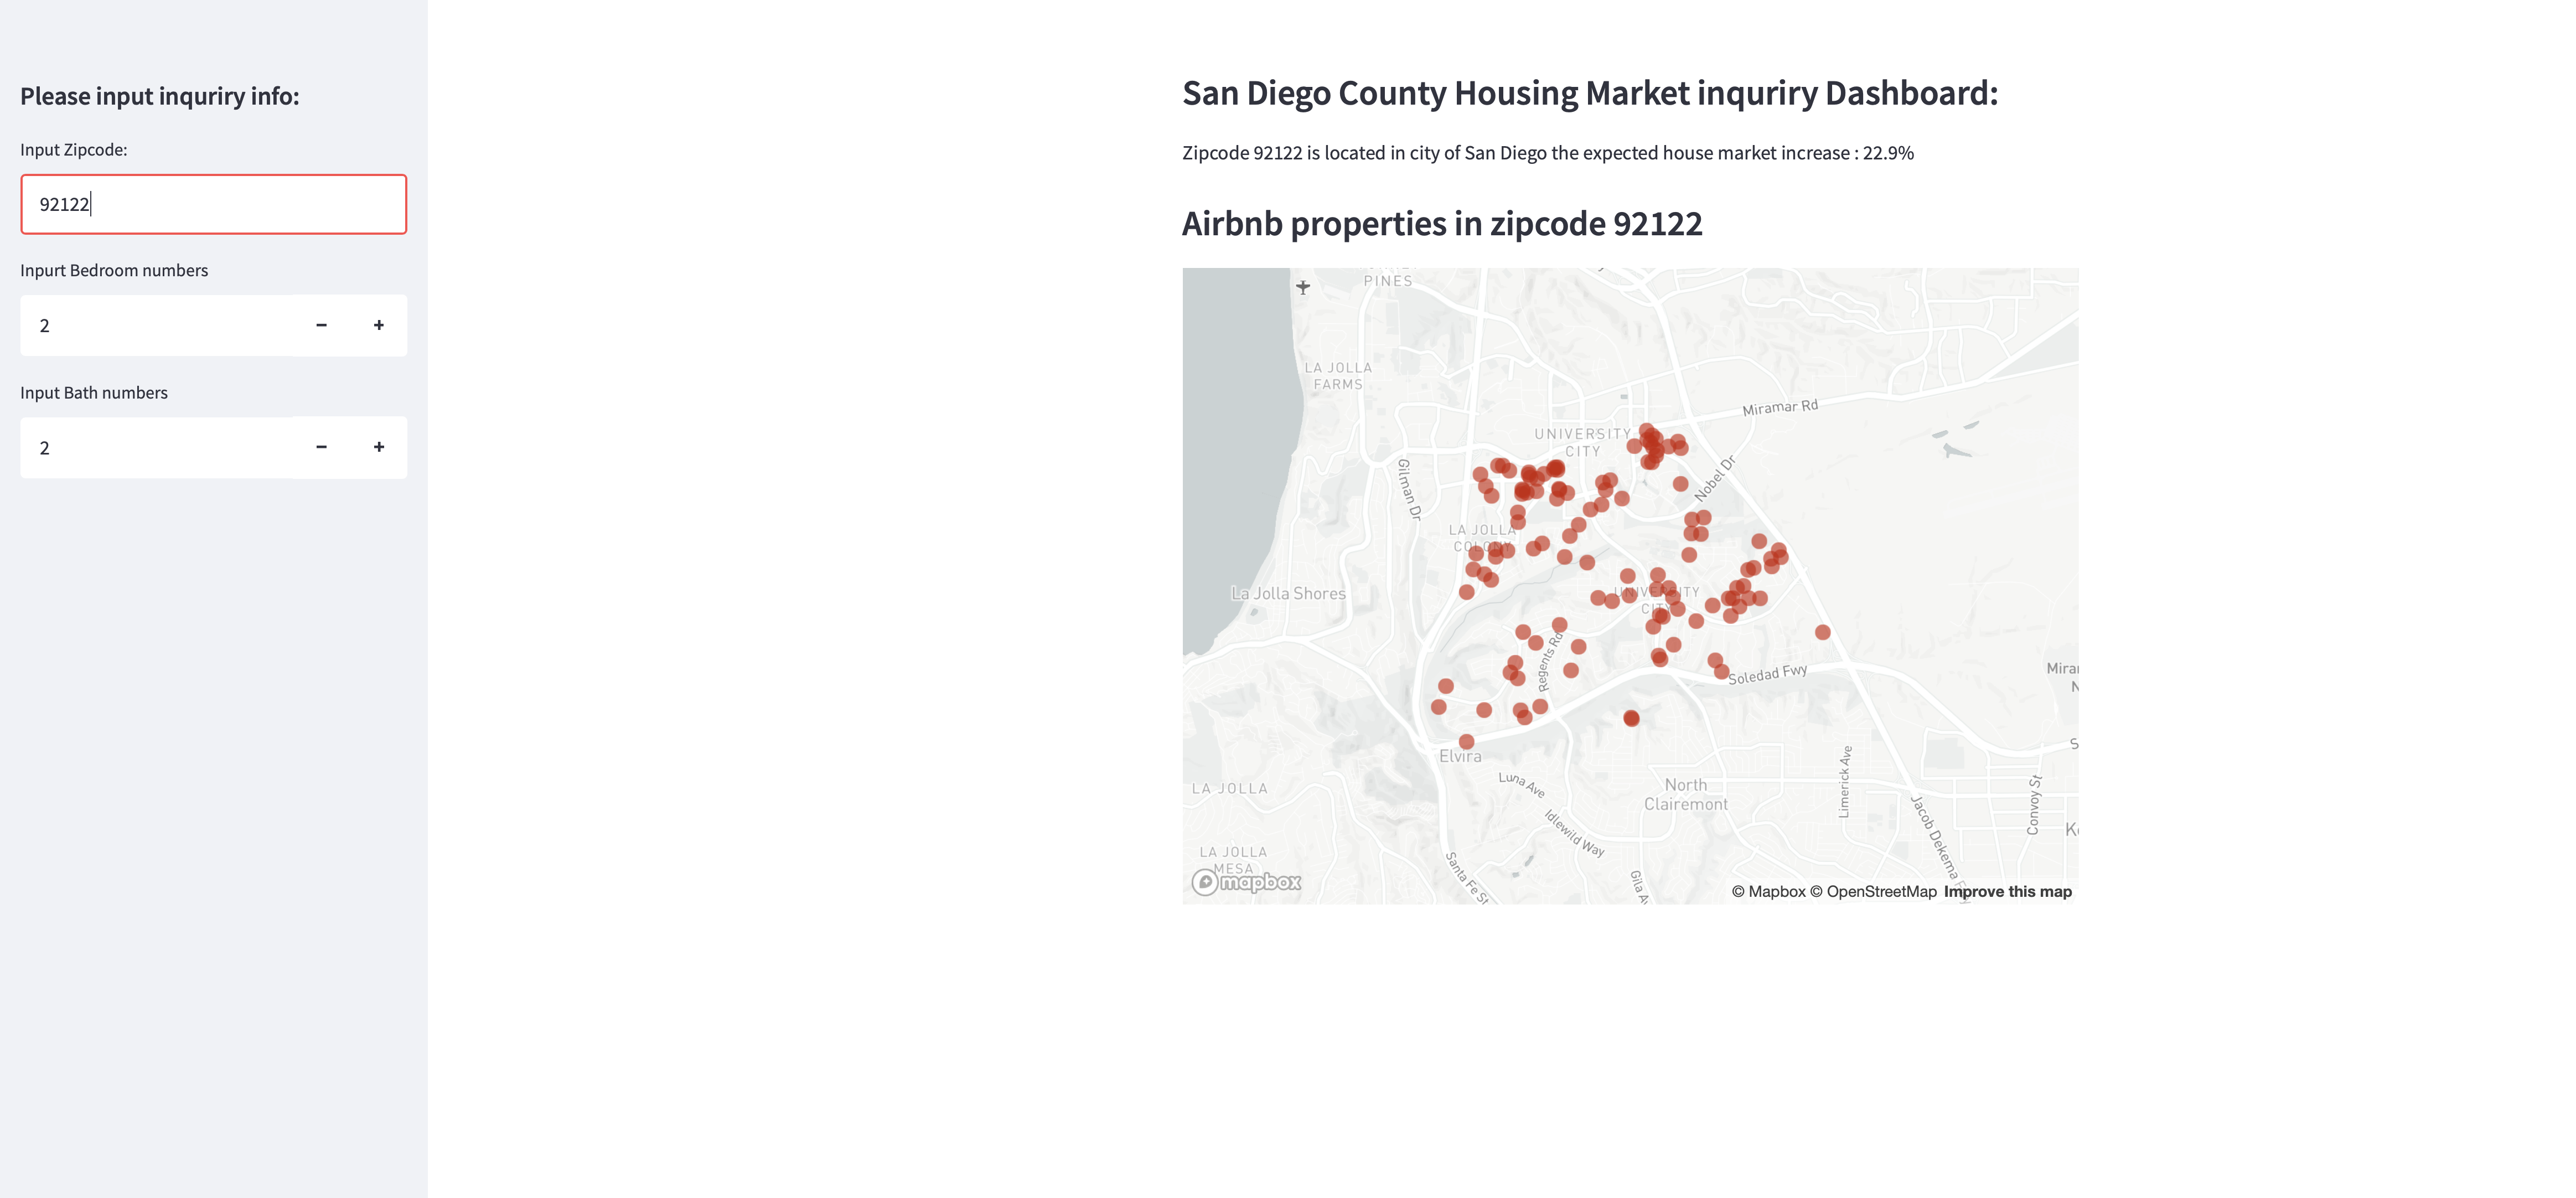 Please input inquriry info:
Input Zipcode:
92122
Inpurt Bedroom numbers
2
− +
Input Bath numbers
2
− +
San Diego County Housing Market inquriry Dashboard:
Zipcode 92122 is located in city of San Diego the expected house market increase : 22.9%
Airbnb properties in zipcode 92122
PINES
LA JOLLA
FARMS
Miramar Rd
UNIVERSITY
CITY
Gilman Dr
Nobel Dr
LA JOLLA
La Jolla Shores
UNIVERSITY
CITY
Regents Rd
Soledad Fwy
Elvira
Luna Ave
LA JOLLA
North
Clairemont
Limerick Ave
Convoy St
Idlewild Way
Jacob Dekema
LA JOLLA
MESA
Santa Fe St
Gila
mapbox
© Mapbox © OpenStreetMap Improve this map